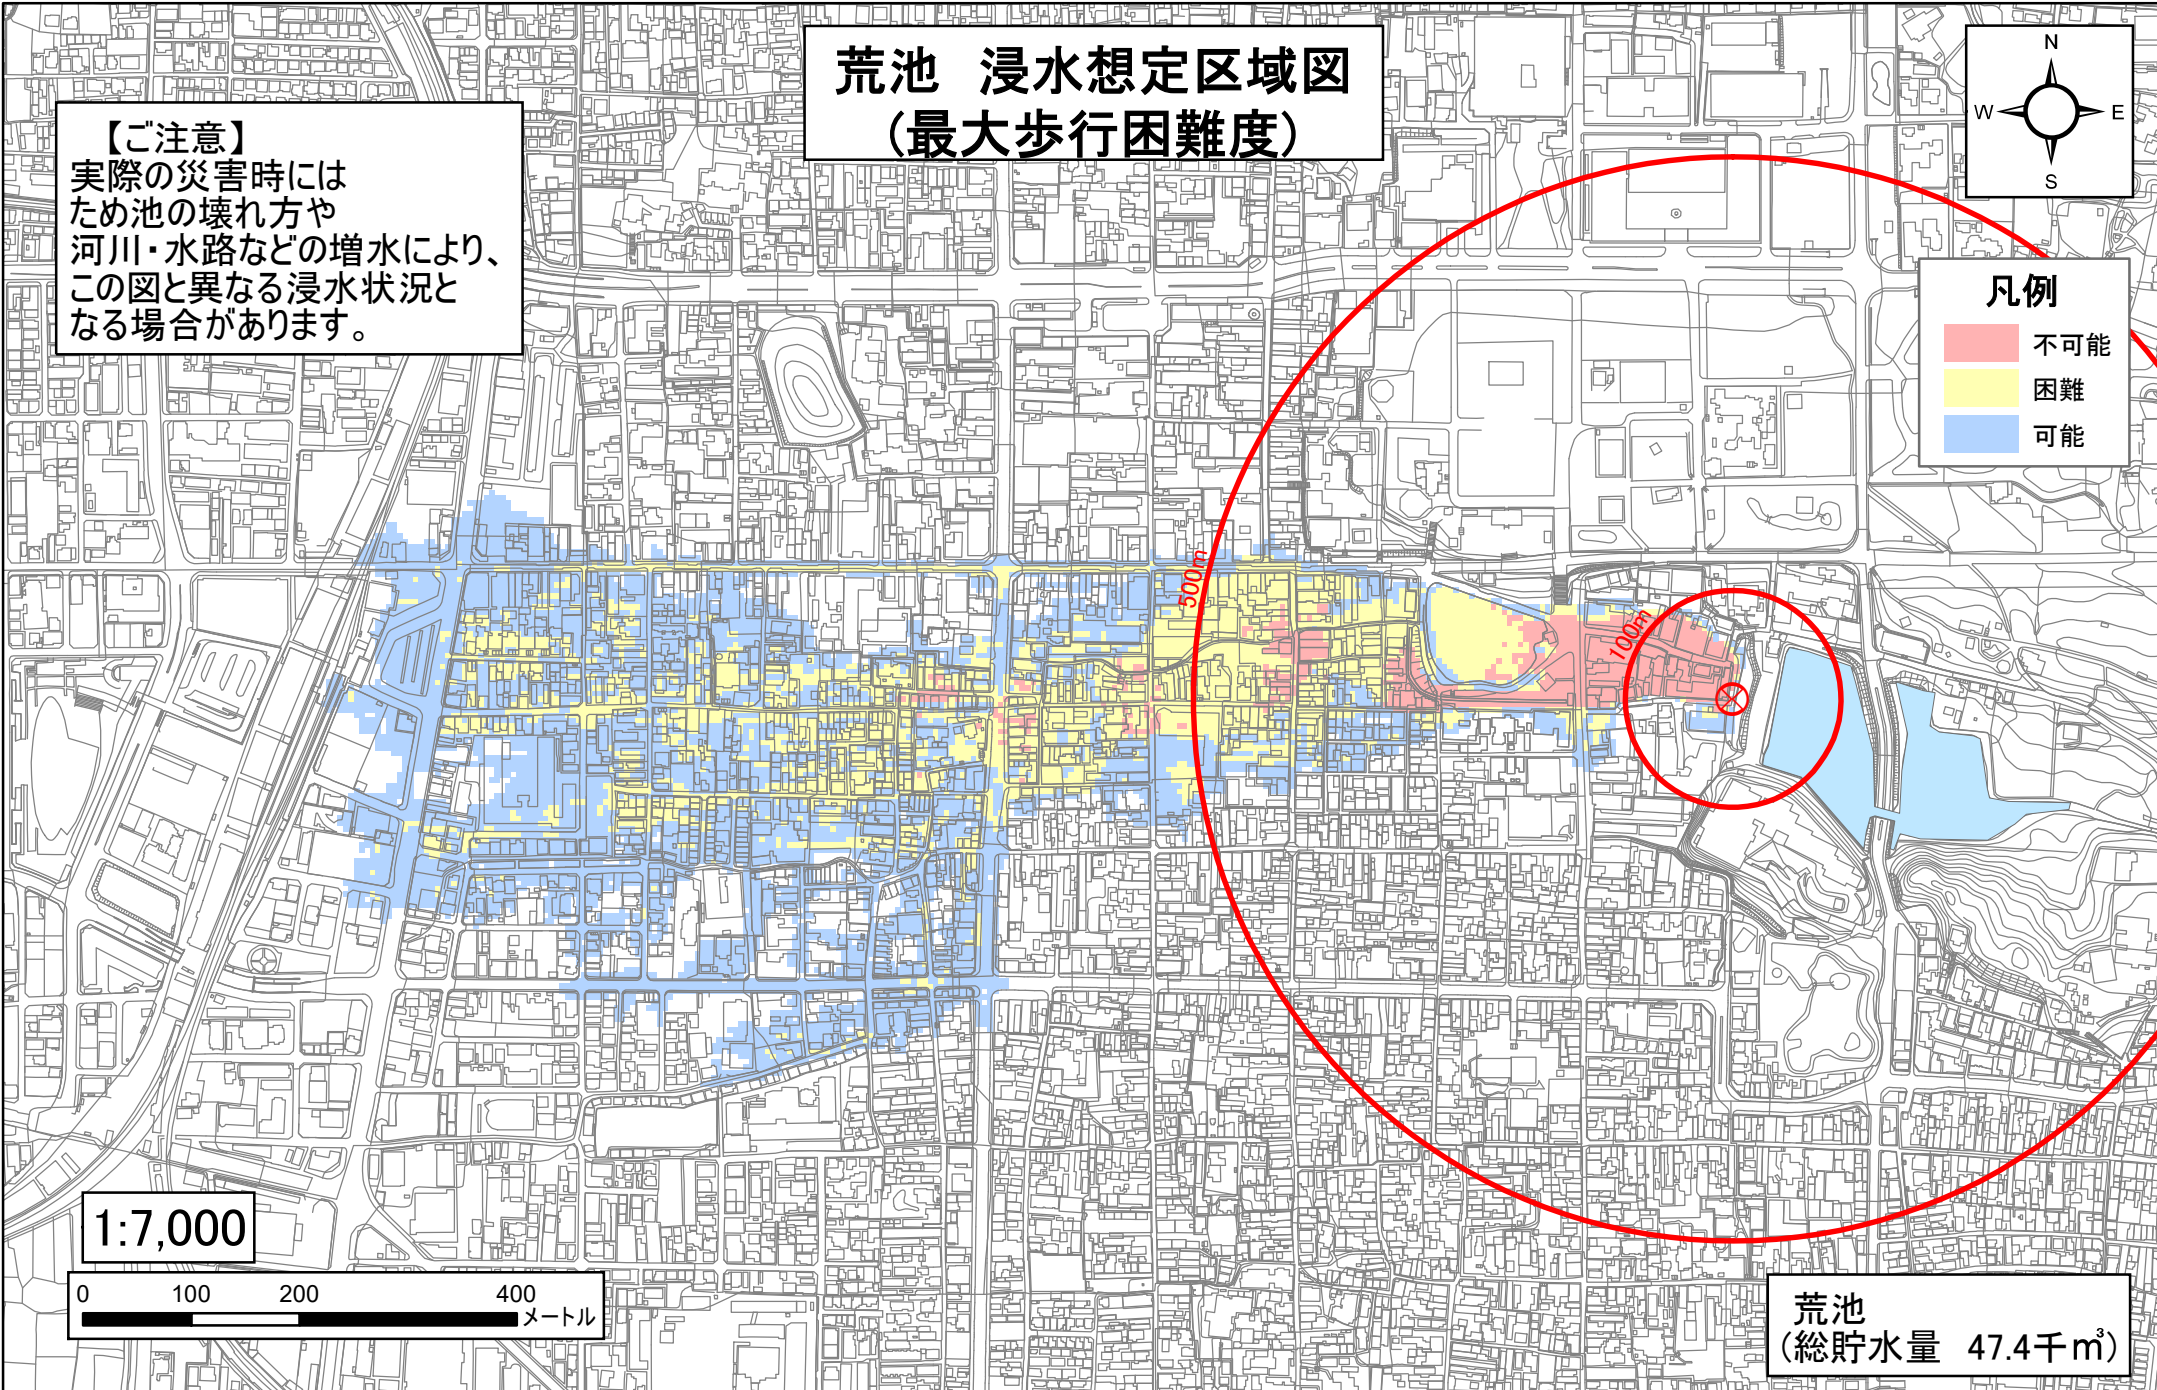 荒池　浸水想定区域図
(最大歩行困難度)
【ご注意】
実際の災害時には
ため池の壊れ方や
河川・水路などの増水により、
この図と異なる浸水状況と
なる場合があります。
N
W
E
S
凡例
不可能
困難
可能
500m
100m
1:7,000
0 100 200 400
メートル
荒池
(総貯水量　47.4千㎥)